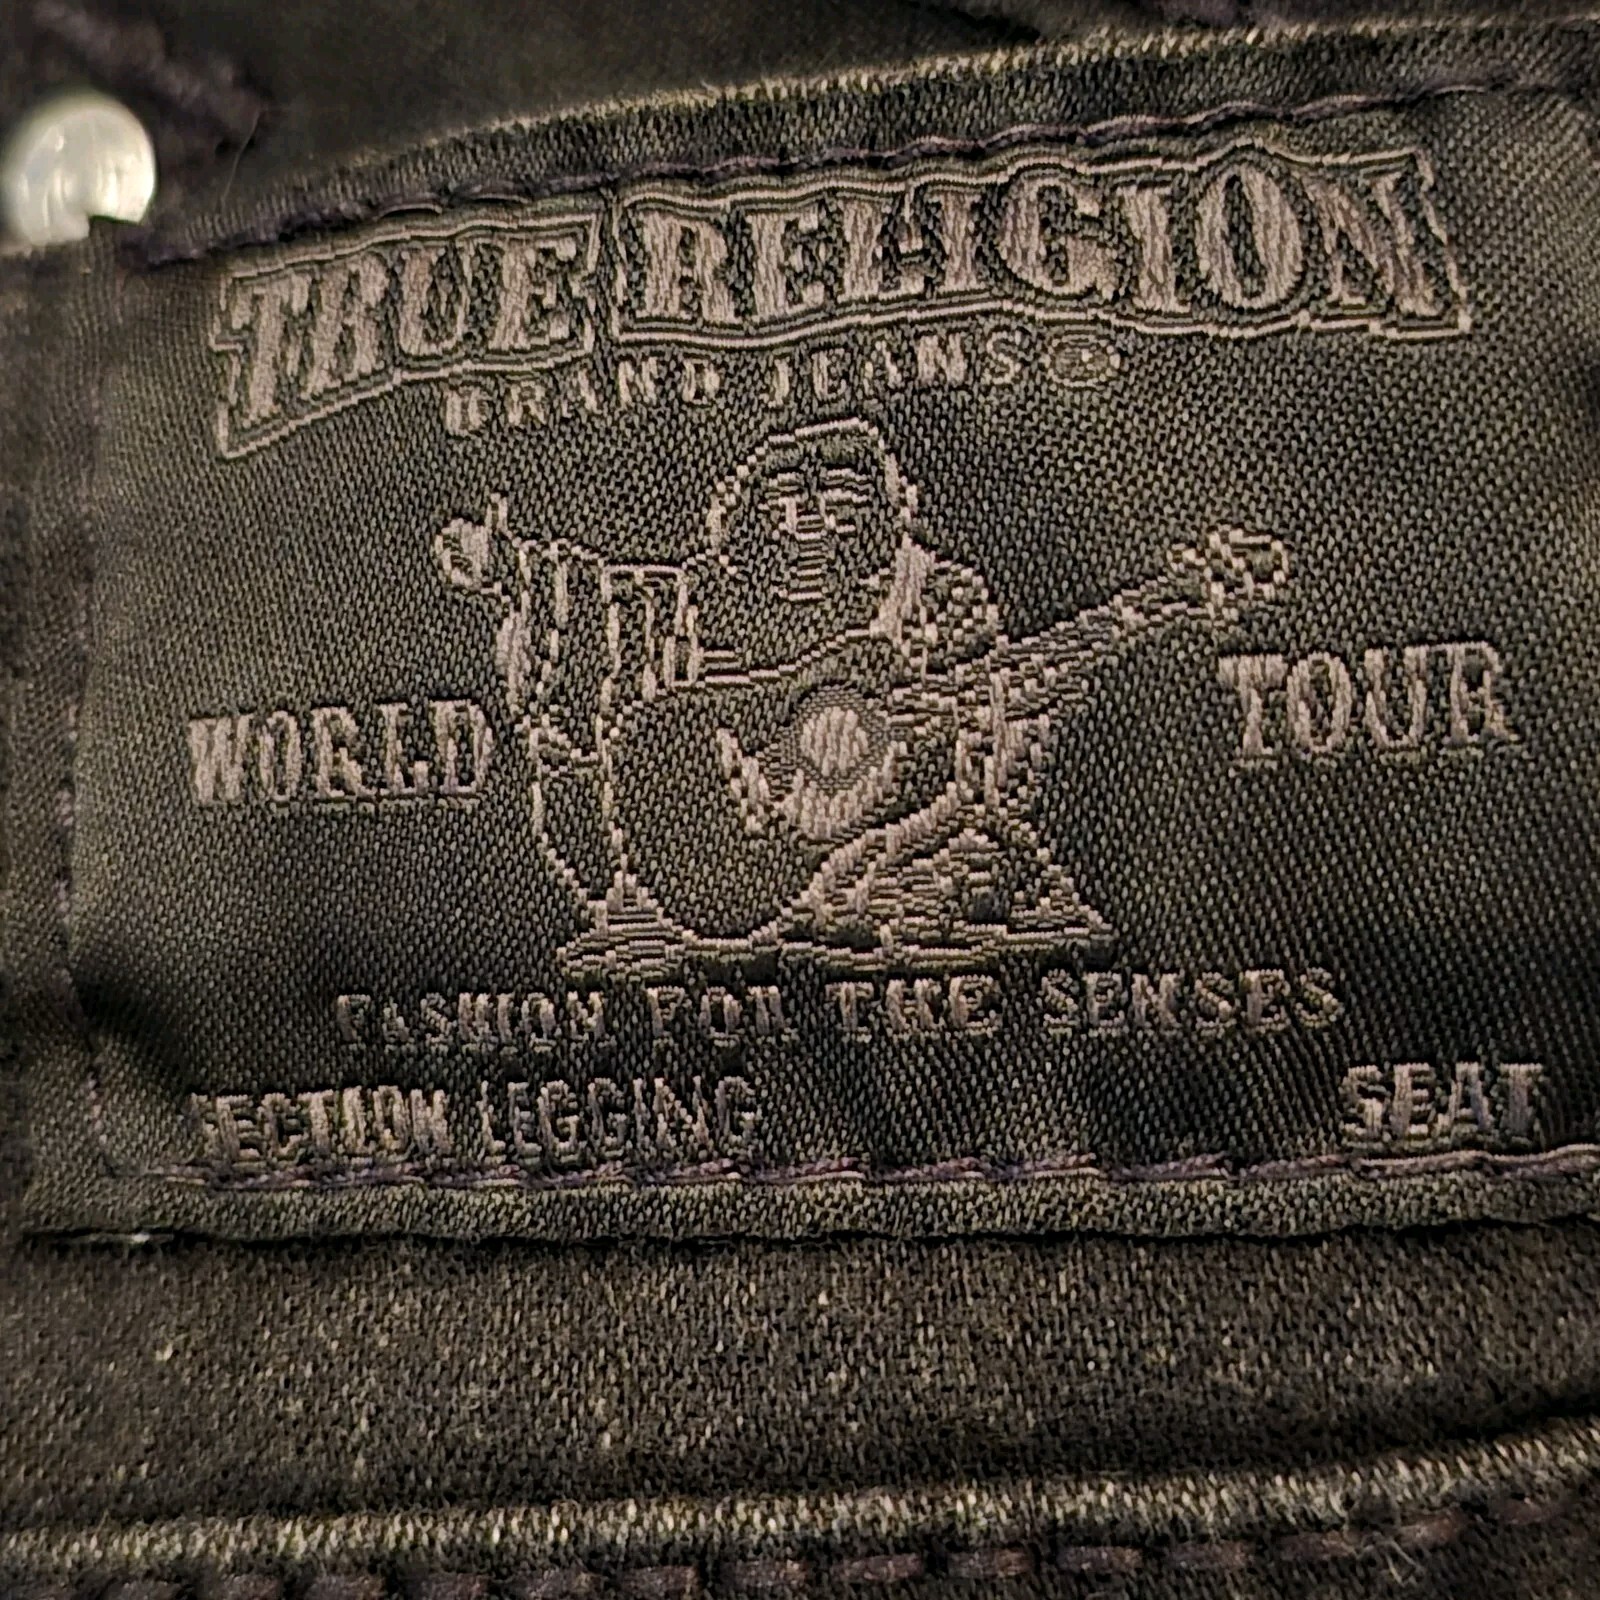 TRUE RELIGION
BRAND JEANS
WORLD TOUR
FASHION FOR THE SENSES
SECTION LEGGING SEAT